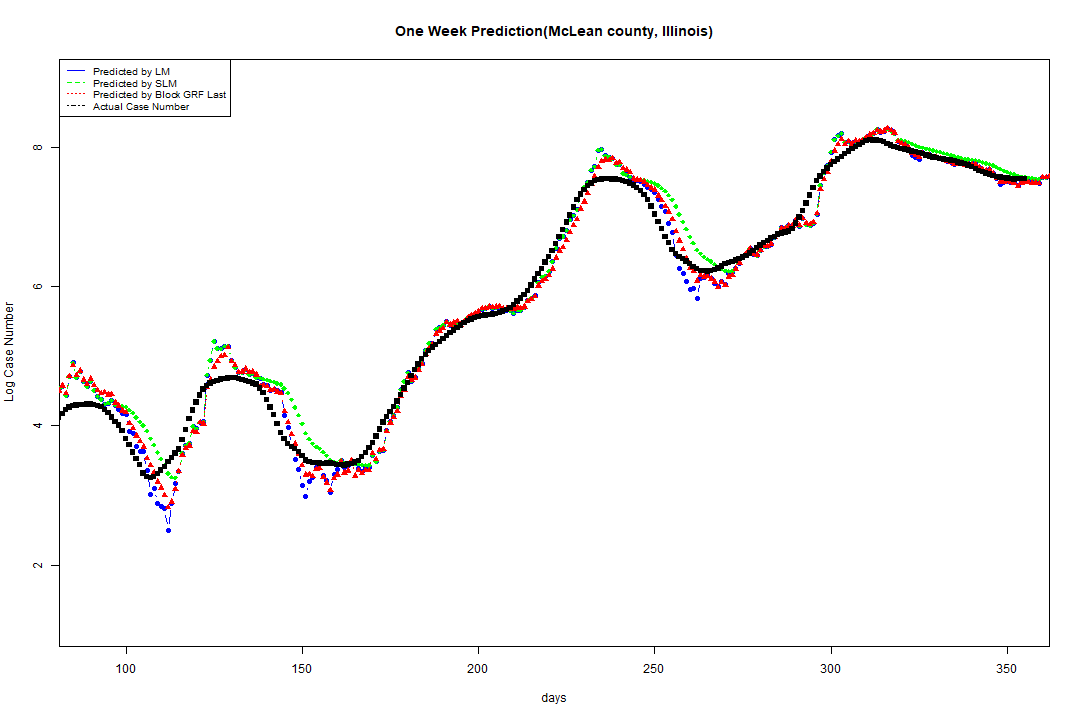 One Week Prediction(McLean county, Illinois)
Predicted by LM
Predicted by SLM
Predicted by Block GRF Last
Actual Case Number
Log Case Number
8
6
4
2
100 150 200 250 300 350
days